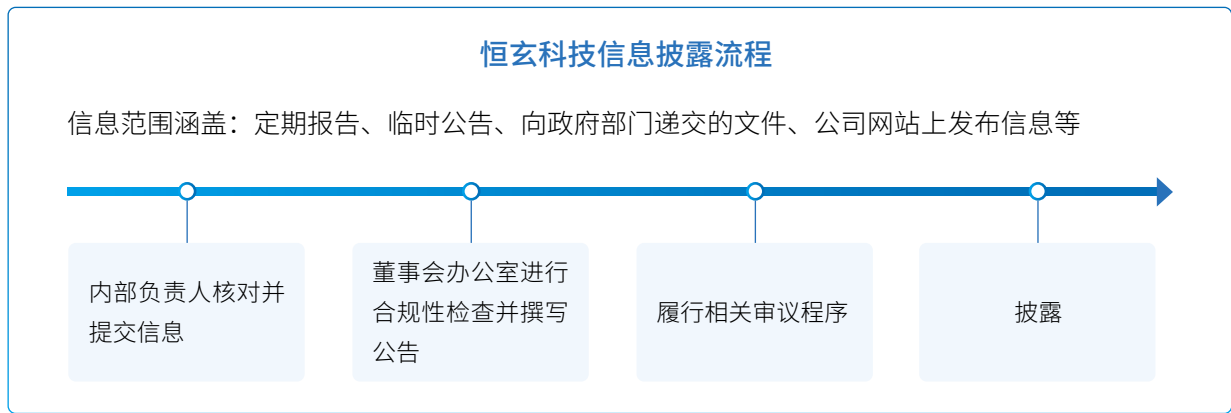 恒玄科技信息披露流程
信息范围涵盖：定期报告、临时公告、向政府部门递交的文件、公司网站上发布信息等
内部负责人核对并
提交信息
董事会办公室进行
合规性检查并撰写
公告
履行相关审议程序
披露